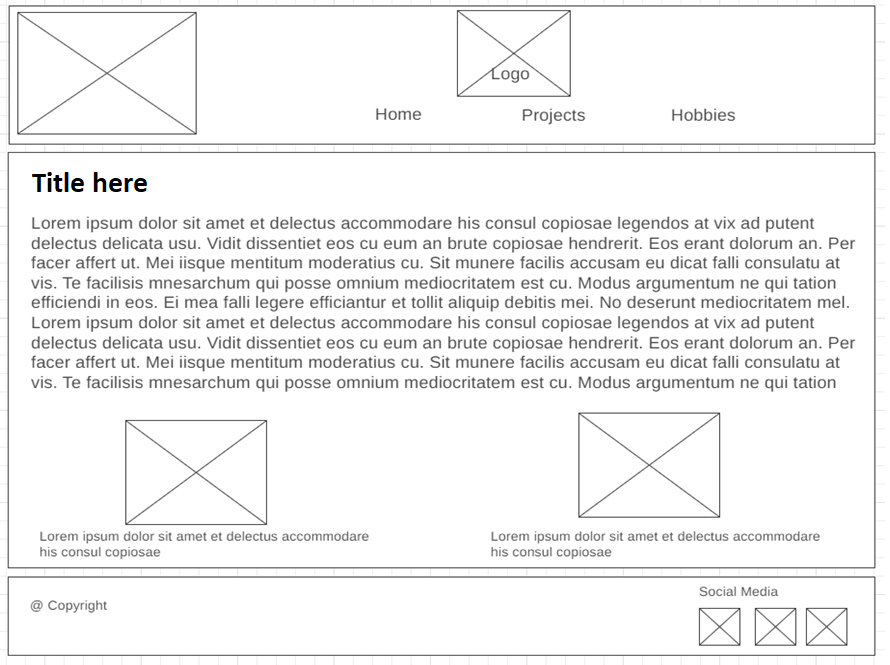 Logo
Home Projects Hobbies
Title here
Lorem ipsum dolor sit amet et delectus accommodare his consul copiosae legendos at vix ad putent
delectus delicata usu. Vidit dissentiet eos cu eum an brute copiosae hendrerit. Eos erant dolorum an. Per
facer affert ut. Mei iisque mentitum moderatius cu. Sit munere facilis accusam eu dicat falli consulatu at
vis. Te facilisis mnesarchum qui posse omnium mediocritatem est cu. Modus argumentum ne qui tation
efficiendi in eos. Ei mea falli legere efficiantur et tollit aliquip debitis mei. No deserunt mediocritatem mel.
Lorem ipsum dolor sit amet et delectus accommodare his consul copiosae legendos at vix ad putent
delectus delicata usu. Vidit dissentiet eos cu eum an brute copiosae hendrerit. Eos erant dolorum an. Per
facer affert ut. Mei iisque mentitum moderatius cu. Sit munere facilis accusam eu dicat falli consulatu at
vis. Te facilisis mnesarchum qui posse omnium mediocritatem est cu. Modus argumentum ne qui tation
Lorem ipsum dolor sit amet et delectus accommodare
his consul copiosae
Lorem ipsum dolor sit amet et delectus accommodare
his consul copiosae
@ Copyright
Social Media